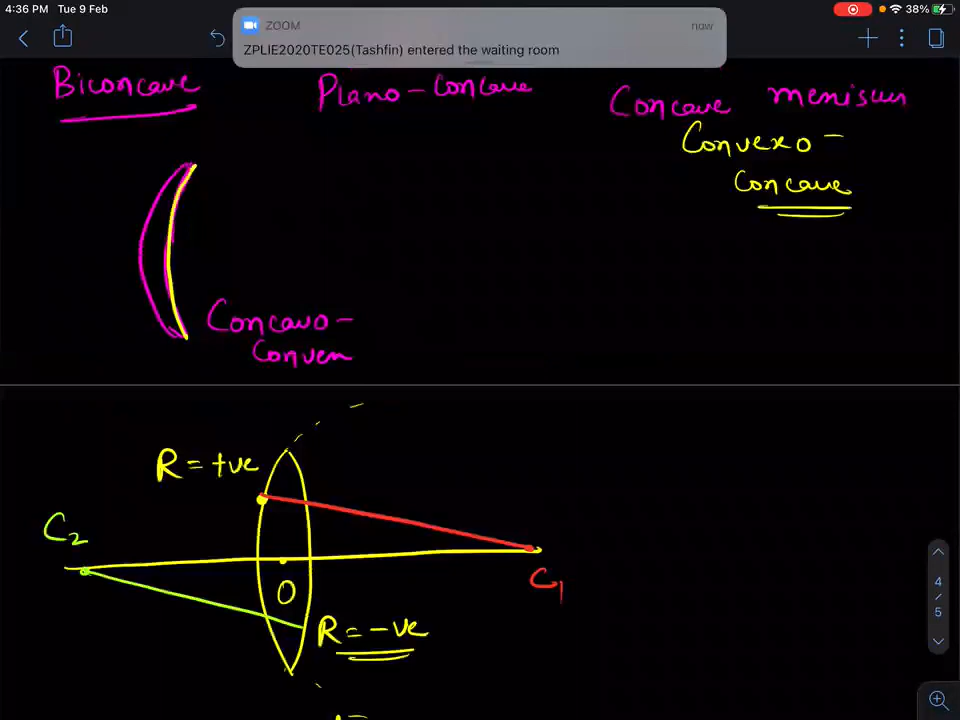 4:36 PM Tue 9 Feb
38%
ZOOM
now
ZPLIE2020TE025(Tashfin) entered the waiting room
Biconcave
Plano-Concave
Concave meniscus
Convexo-
Concave
Concavo-
Convex
R = +ve
C2
O
C1
R = -ve
4
/
5